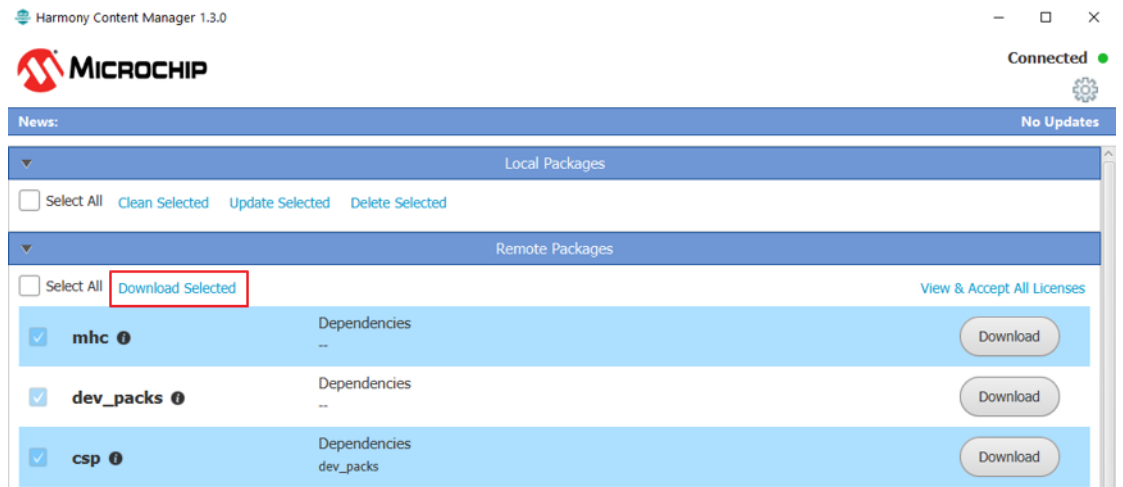 Harmony Content Manager 1.3.0
MICROCHIP
Connected
News: No Updates
Local Packages
Select All Clean Selected Update Selected Delete Selected
Remote Packages
Select All Download Selected View & Accept All Licenses
Dependencies
mhc -- Download
Dependencies
dev_packs -- Download
Dependencies
csp dev_packs Download